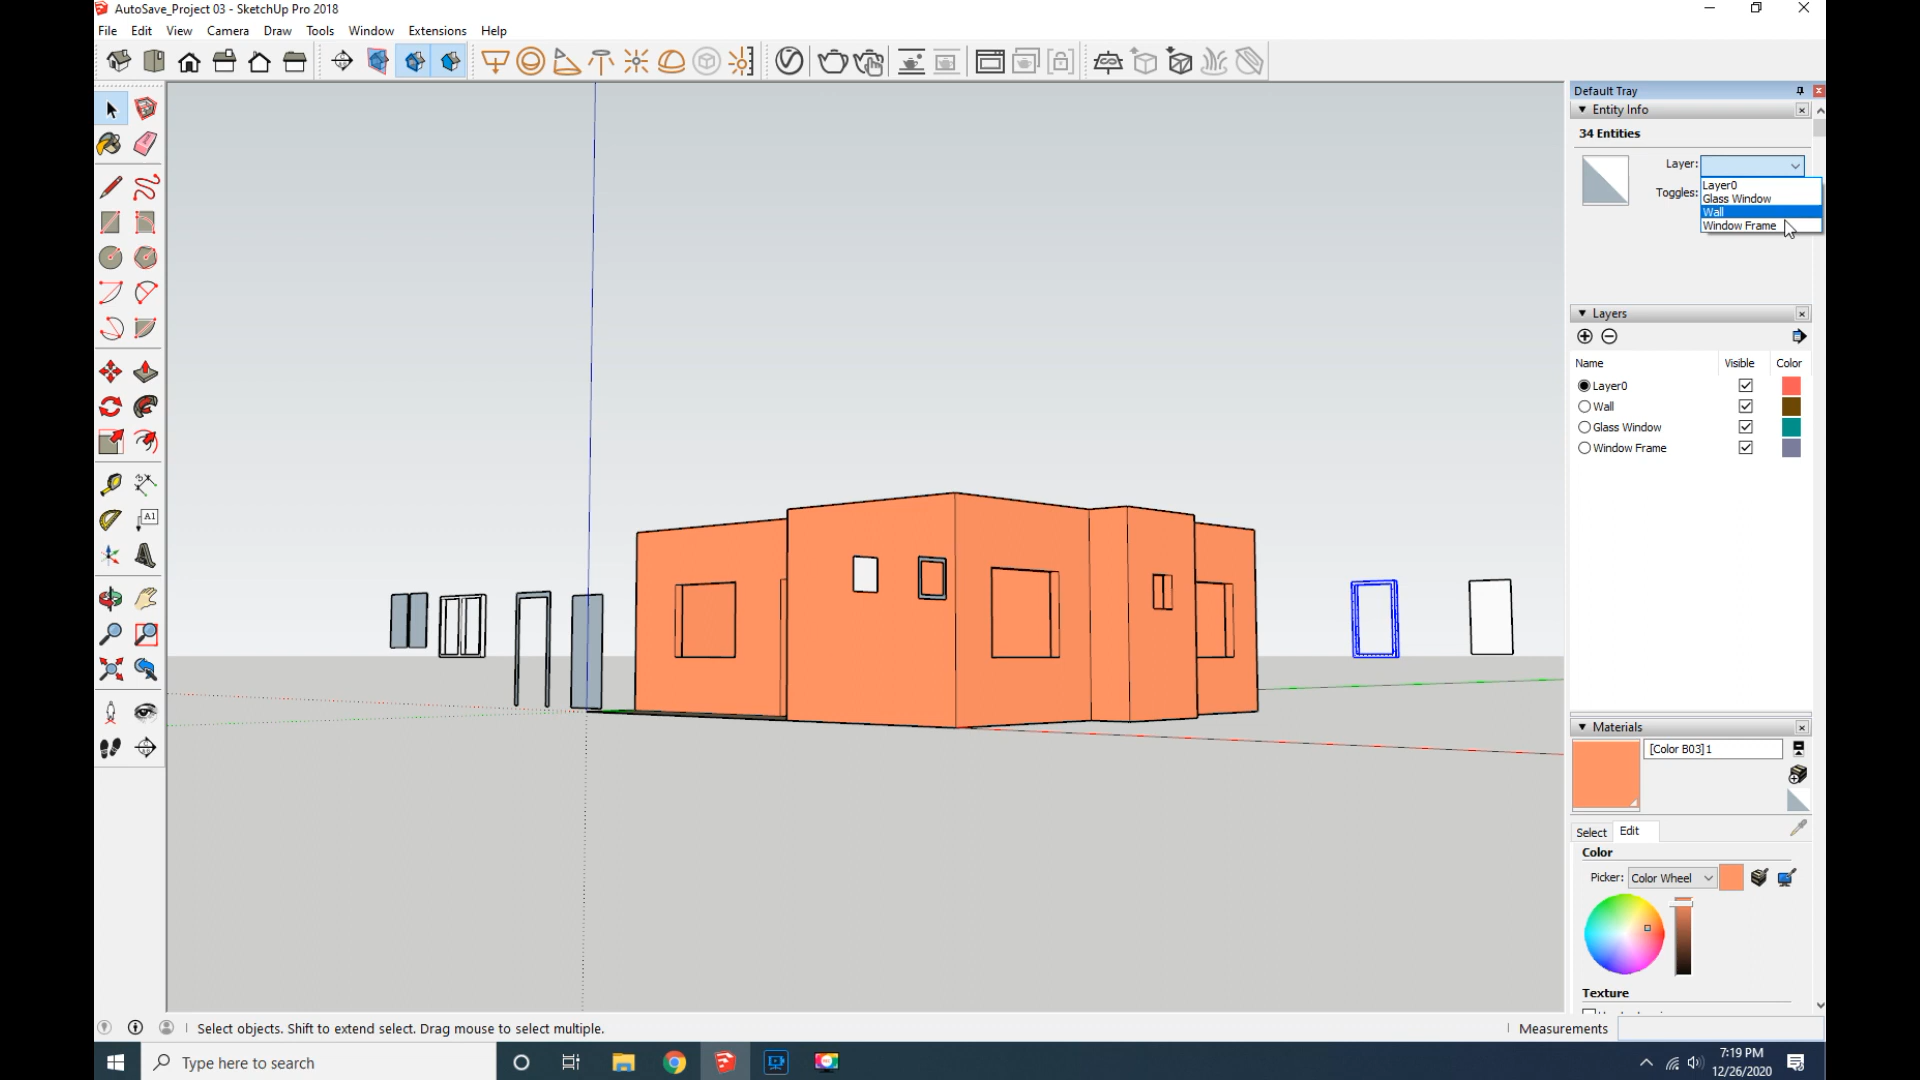 AutoSave_Project 03 - SketchUp Pro 2018
File Edit View Camera Draw Tools Window Extensions Help
Default Tray
Entity Info
34 Entities
Layer:
Toggles:
Layer0
Glass Window
Wall
Window Frame
Layers
Name Visible Color
Layer0
Wall
Glass Window
Window Frame
Materials
[Color B03]1
Select Edit
Color
Picker: Color Wheel
Texture
A1
Select objects. Shift to extend select. Drag mouse to select multiple.
Measurements
Type here to search
7:19 PM
12/26/2020